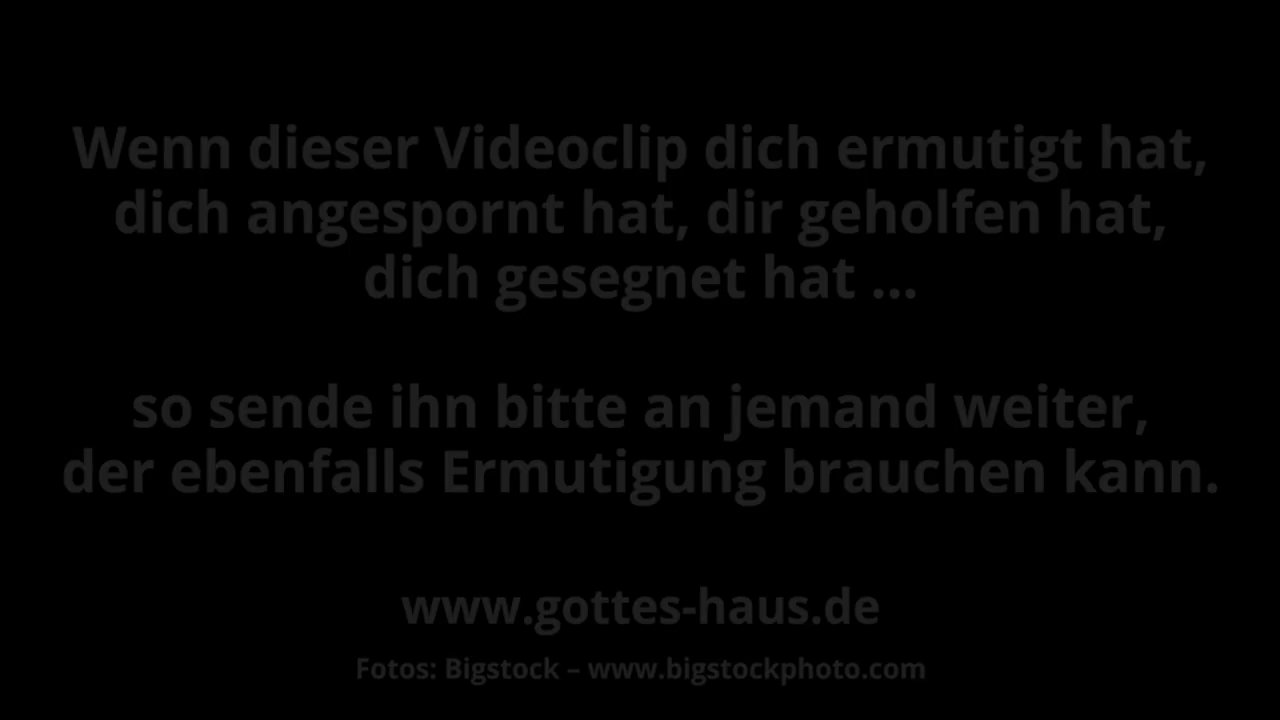 Wenn dieser Videoclip dich ermutigt hat,
dich angespornt hat, dir geholfen hat,
dich gesegnet hat ...
so sende ihn bitte an jemand weiter,
der ebenfalls Ermutigung brauchen kann.
www.gottes-haus.de
Fotos: Bigstock – www.bigstockphoto.com